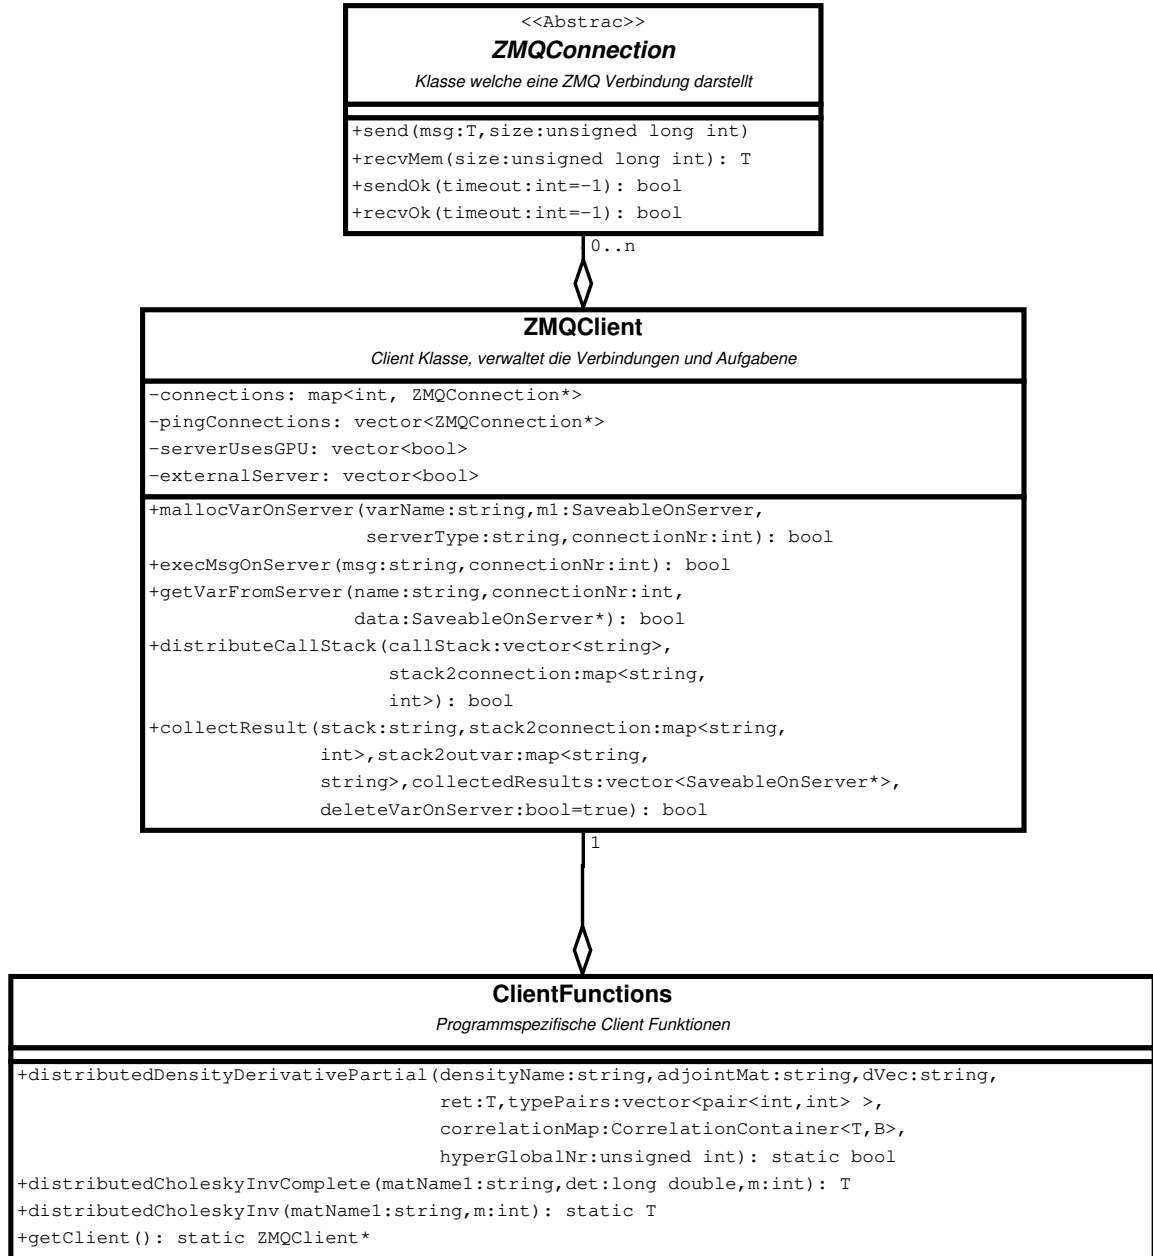 <<Abstrac>>
ZMQConnection
Klasse welche eine ZMQ Verbindung darstellt
+send(msg:T,size:unsigned long int)
+recvMem(size:unsigned long int): T
+sendOk(timeout:int=-1): bool
+recvOk(timeout:int=-1): bool
0..n
ZMQClient
Client Klasse, verwaltet die Verbindungen und Aufgabene
-connections: map<int, ZMQConnection*>
-pingConnections: vector<ZMQConnection*>
-serverUsesGPU: vector<bool>
-externalServer: vector<bool>
+mallocVarOnServer(varName:string,m1:SaveableOnServer,
serverType:string,connectionNr:int): bool
+execMsgOnServer(msg:string,connectionNr:int): bool
+getVarFromServer(name:string,connectionNr:int,
data:SaveableOnServer*): bool
+distributeCallStack(callStack:vector<string>,
stack2connection:map<string,
int>): bool
+collectResult(stack:string,stack2connection:map<string,
int>,stack2outvar:map<string,
string>,collectedResults:vector<SaveableOnServer*>,
deleteVarOnServer:bool=true): bool
1
ClientFunctions
Programmspezifische Client Funktionen
+distributedDensityDerivativePartial(densityName:string,adjointMat:string,dVec:string,
ret:T,typePairs:vector<pair<int,int> >,
correlationMap:CorrelationContainer<T,B>,
hyperGlobalNr:unsigned int): static bool
+distributedCholeskyInvComplete(matName1:string,det:long double,m:int): T
+distributedCholeskyInv(matName1:string,m:int): static T
+getClient(): static ZMQClient*